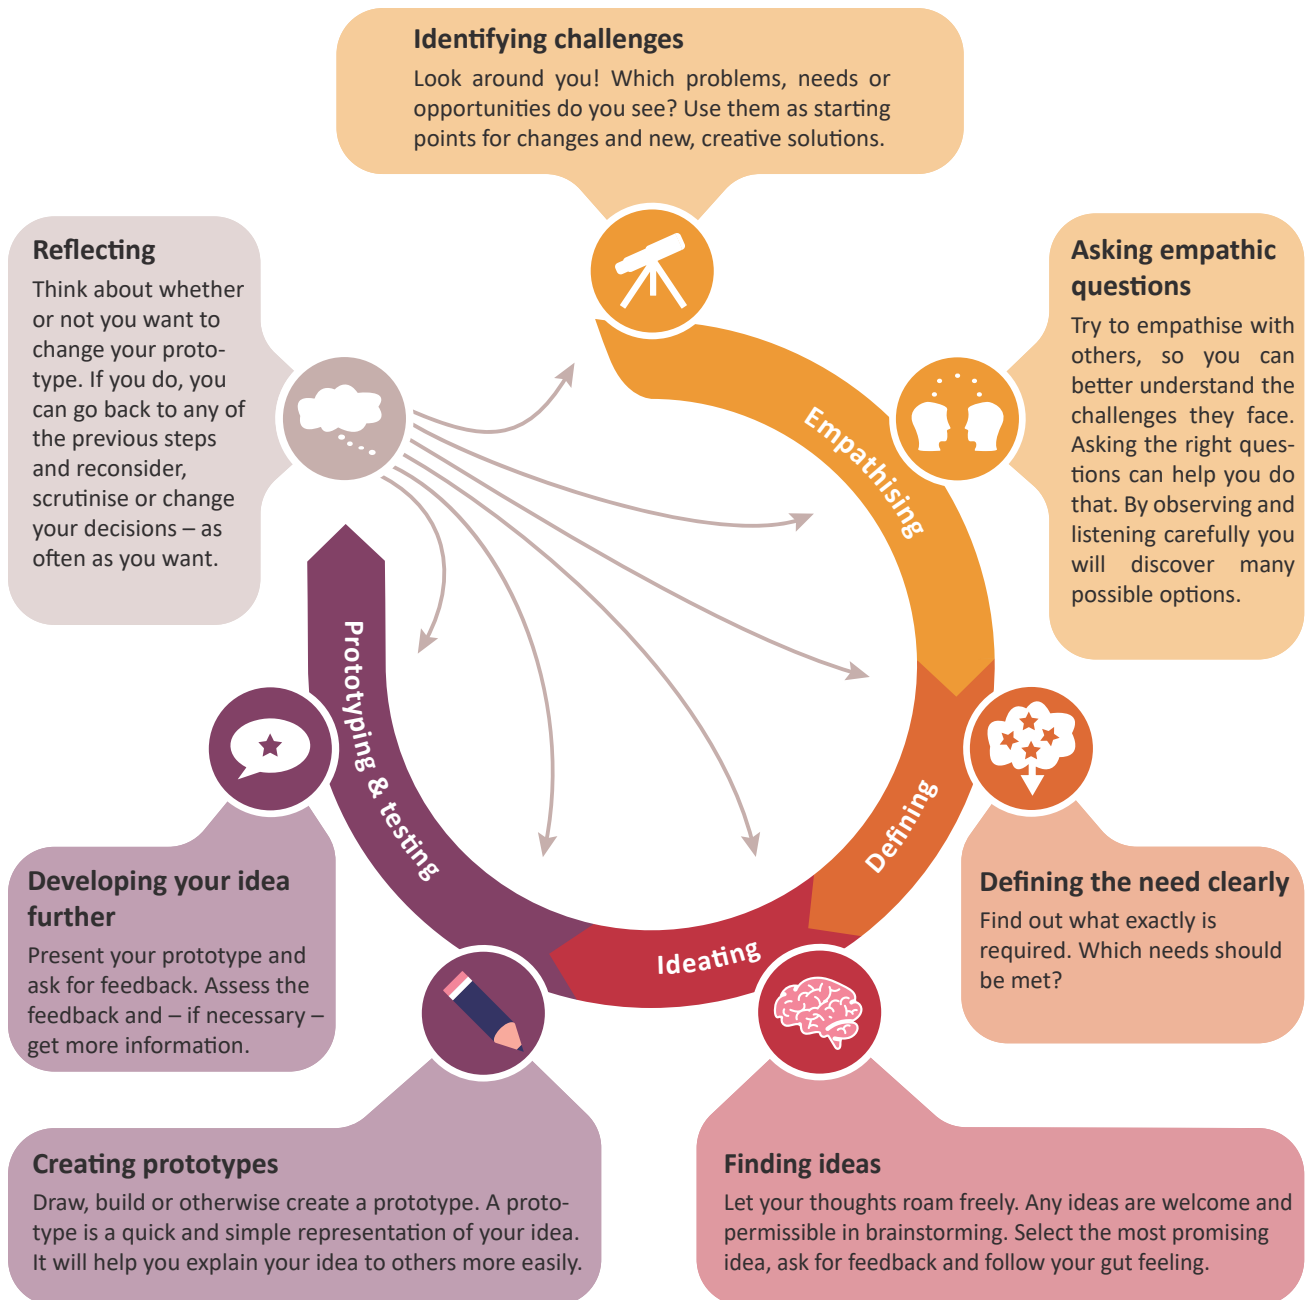 Identifying challenges
Look around you! Which problems, needs or
opportunities do you see? Use them as starting
points for changes and new, creative solutions.
Asking empathic
questions
Try to empathise with
others, so you can
better understand the
challenges they face.
Asking the right ques-
tions can help you do
that. By observing and
listening carefully you
will discover many
possible options.
Empathising
Defining
Defining the need clearly
Find out what exactly is
required. Which needs should
be met?
Ideating
Finding ideas
Let your thoughts roam freely. Any ideas are welcome and
permissible in brainstorming. Select the most promising
idea, ask for feedback and follow your gut feeling.
Prototyping & testing
Creating prototypes
Draw, build or otherwise create a prototype. A proto-
type is a quick and simple representation of your idea.
It will help you explain your idea to others more easily.
Developing your idea
further
Present your prototype and
ask for feedback. Assess the
feedback and – if necessary –
get more information.
Reflecting
Think about whether
or not you want to
change your proto-
type. If you do, you
can go back to any of
the previous steps
and reconsider,
scrutinise or change
your decisions – as
often as you want.